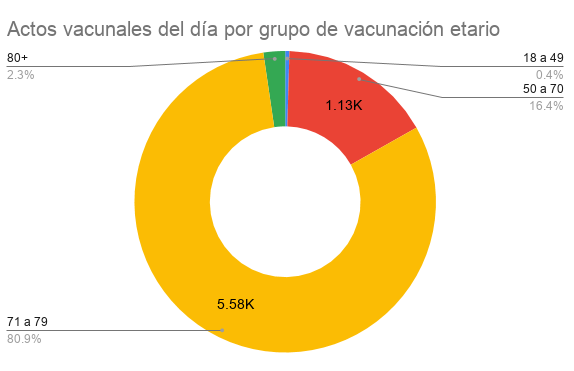 Actos vacunales del día por grupo de vacunación etario
80+
2.3%
18 a 49
0.4%
50 a 70
16.4%
1.13K
5.58K
71 a 79
80.9%